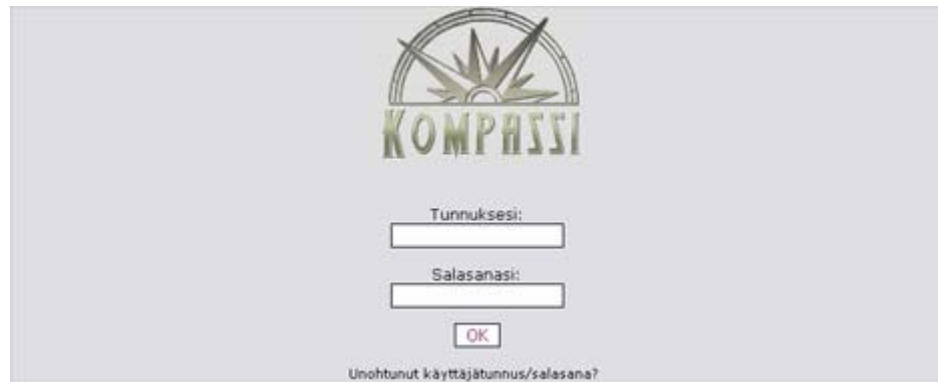 KOMPASSI
Tunnuksesi:
Salasanasi:
OK
Unohtunut käyttäjätunnus/salasana?